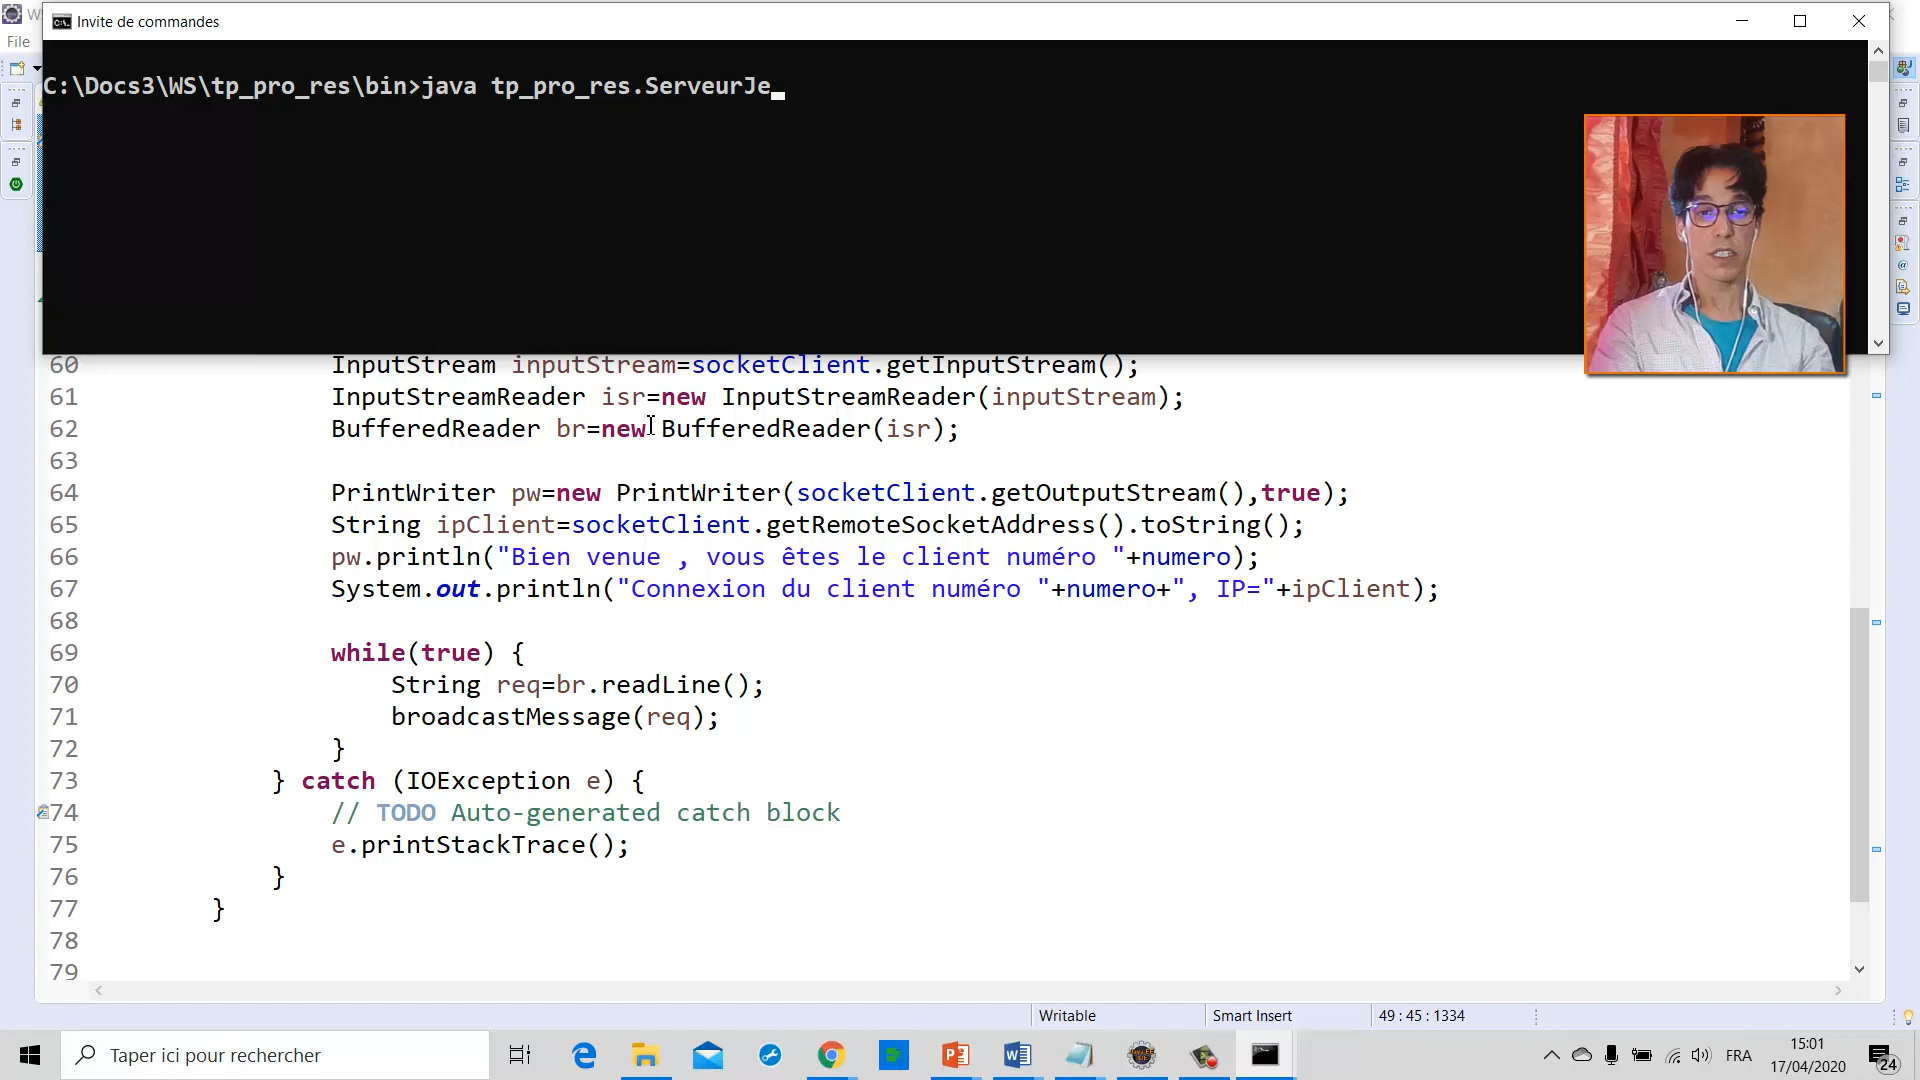 W
Invite de commandes
File
C:\Docs3\WS\tp_pro_res\bin>java tp_pro_res.ServeurJe_
60 InputStream inputStream=socketClient.getInputStream();
61 InputStreamReader isr=new InputStreamReader(inputStream);
62 BufferedReader br=new BufferedReader(isr);
63
64 PrintWriter pw=new PrintWriter(socketClient.getOutputStream(),true);
65 String ipClient=socketClient.getRemoteSocketAddress().toString();
66 pw.println("Bien venue , vous êtes le client numéro "+numero);
67 System.out.println("Connexion du client numéro "+numero+", IP="+ipClient);
68
69 while(true) {
70 String req=br.readLine();
71 broadcastMessage(req);
72 }
73 } catch (IOException e) {
74 // TODO Auto-generated catch block
75 e.printStackTrace();
76 }
77 }
78
79
Writable
Smart Insert
49 : 45 : 1334
Taper ici pour rechercher
FRA
15:01
17/04/2020
24